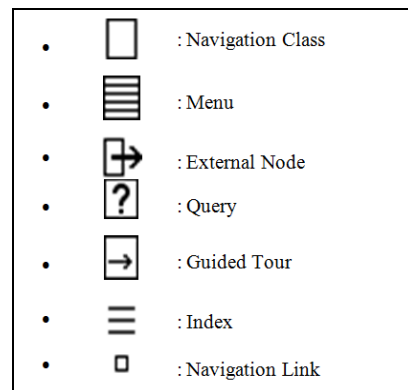 • : Navigation Class
• : Menu
• : External Node
• ? : Query
• : Guided Tour
• : Index
• : Navigation Link